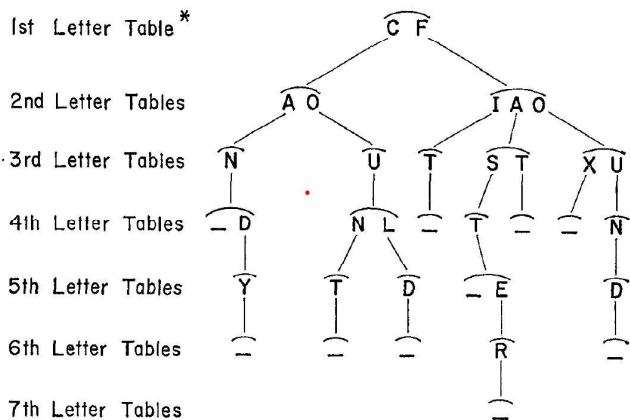 1st Letter Table* C F
2nd Letter Tables A O I A O
3rd Letter Tables N U T S T X U
4th Letter Tables _ D N L _ T _ _ N
5th Letter Tables Y T D _ E D
6th Letter Tables _ _ _ R _
7th Letter Tables _